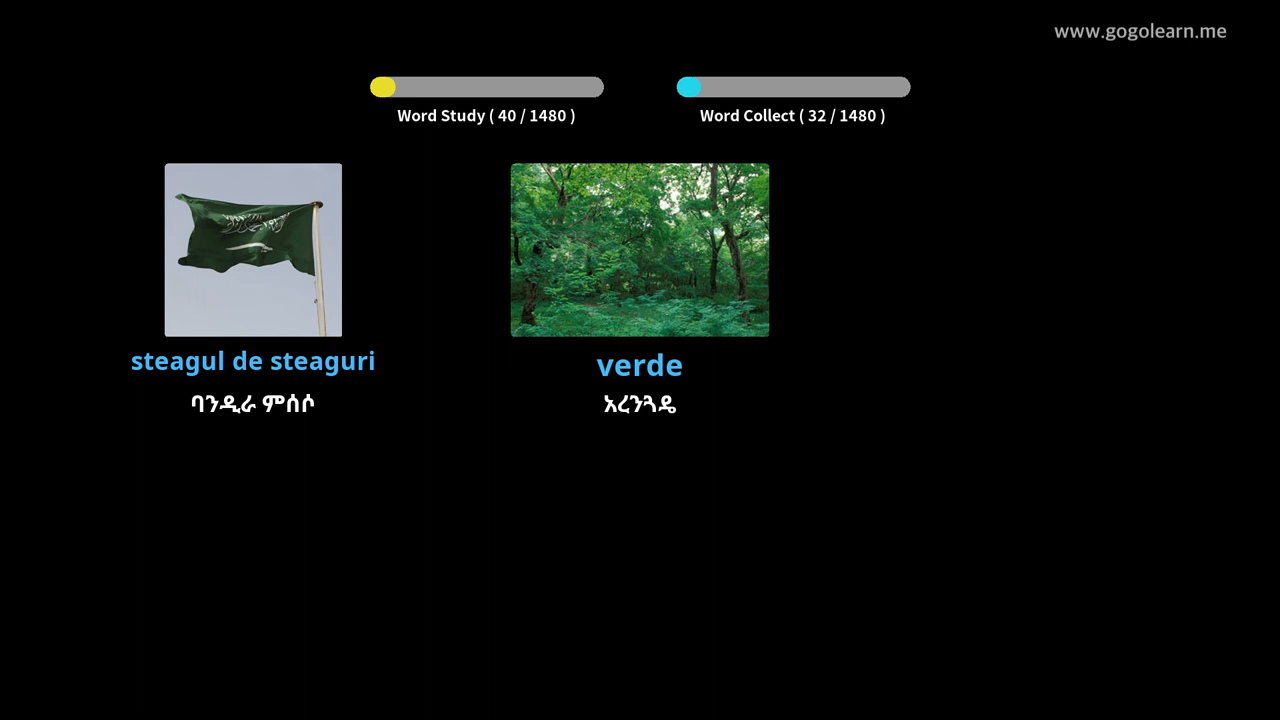 www.gogolearn.me
Word Study ( 40 / 1480 )
Word Collect ( 32 / 1480 )
steagul de steaguri
ባንዲራ ምሰሶ
verde
አረንጓዴ